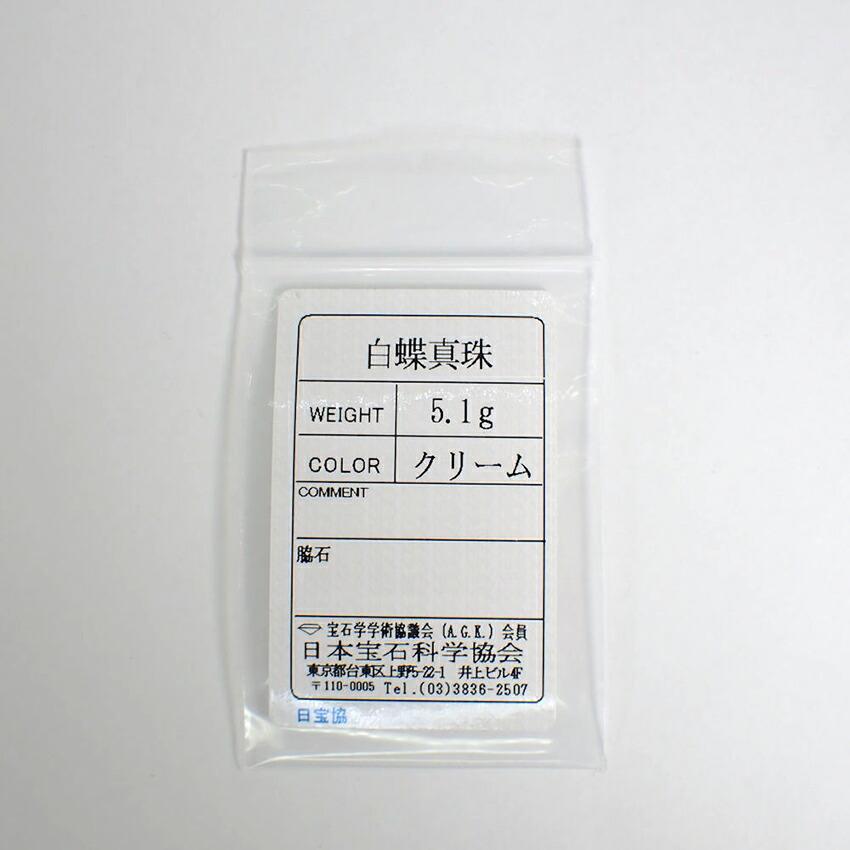 白蝶真珠
WEIGHT 5.1g
COLOR クリーム
COMMENT
脇石
宝石学学術協議会 (A.G.K.) 会員
日本宝石科学協会
東京都台東区上野5-22-1 井上ビル4F
〒110-0005 Tel.(03)3836-2507
日宝協